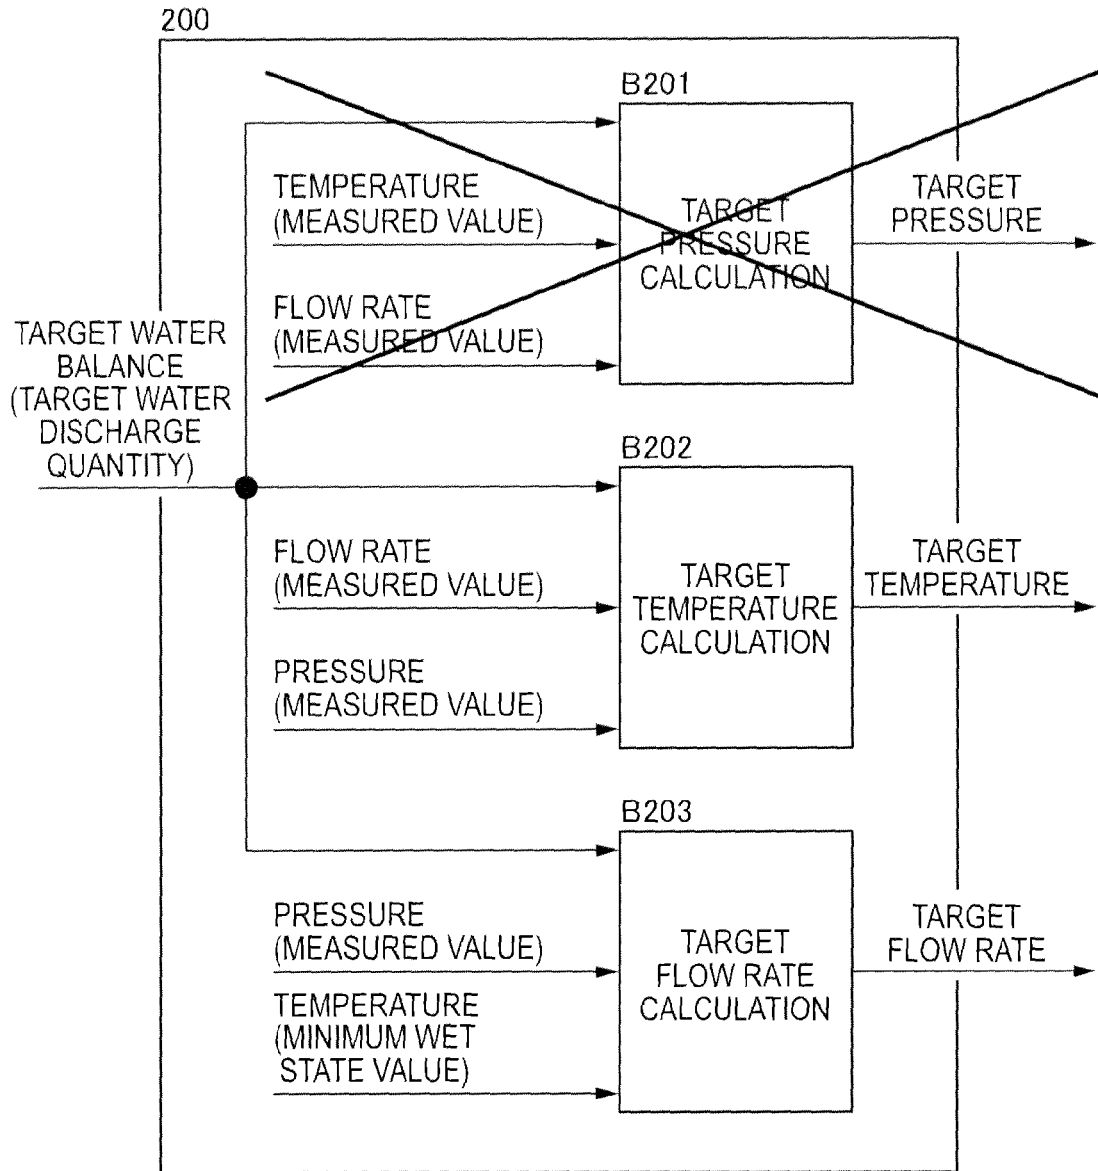 200
B201
TEMPERATURE
(MEASURED VALUE)
FLOW RATE
(MEASURED VALUE)
TARGET
PRESSURE
CALCULATION
TARGET
PRESSURE
TARGET WATER
BALANCE
(TARGET WATER
DISCHARGE
QUANTITY)
B202
FLOW RATE
(MEASURED VALUE)
PRESSURE
(MEASURED VALUE)
TARGET
TEMPERATURE
CALCULATION
TARGET
TEMPERATURE
B203
PRESSURE
(MEASURED VALUE)
TEMPERATURE
(MINIMUM WET
STATE VALUE)
TARGET
FLOW RATE
CALCULATION
TARGET
FLOW RATE